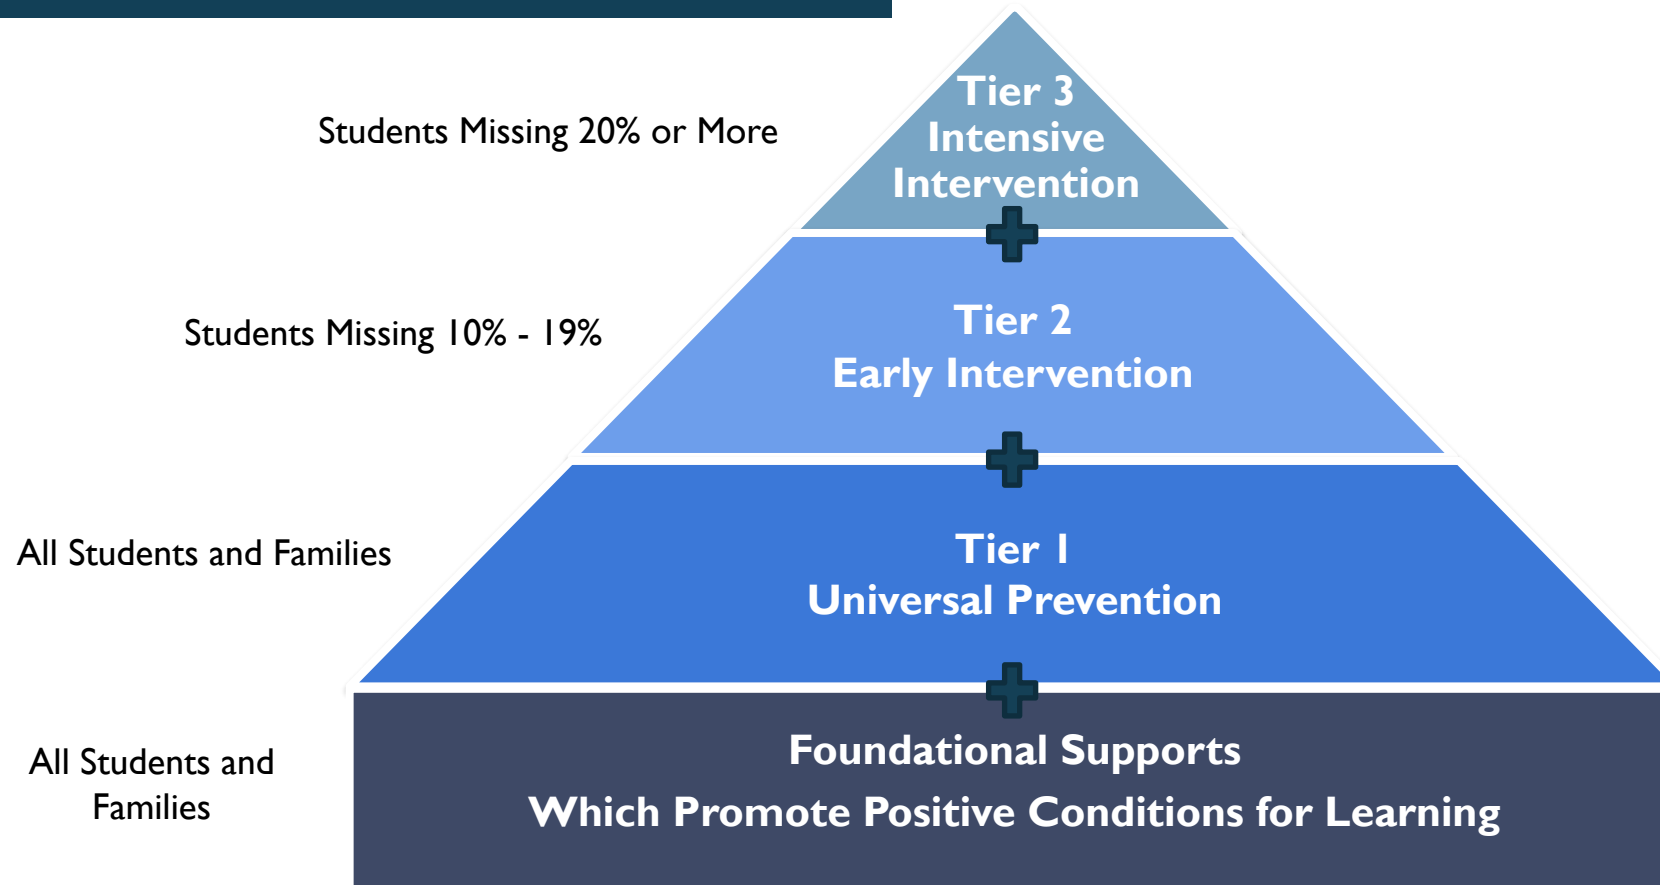 Tier 3
Intensive
Intervention
Students Missing 20% or More
Tier 2
Early Intervention
Students Missing 10% - 19%
Tier 1
Universal Prevention
All Students and Families
Foundational Supports
Which Promote Positive Conditions for Learning
All Students and
Families